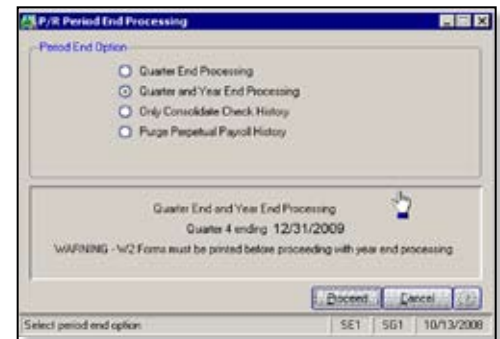 P/R Period End Processing
Period End Option
Quarter End Processing
Quarter and Year End Processing
Only Consolidate Check History
Purge Perpetual Payroll History
Quarter End and Year End Processing
Quarter 4 ending 12/31/2009
WARNING - W2 Forms must be printed before proceeding with year end processing
Proceed Cancel
Select period end option SE1 SG1 10/13/2008